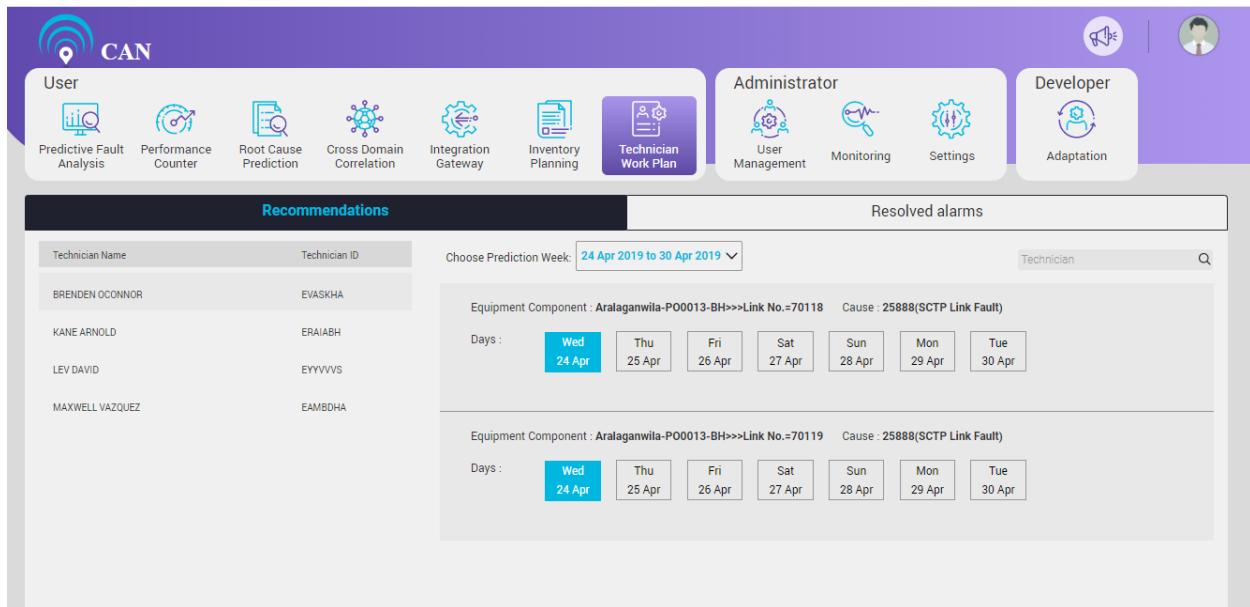 CAN
User
Administrator
Developer
Predictive Fault Analysis
Performance Counter
Root Cause Prediction
Cross Domain Correlation
Integration Gateway
Inventory Planning
Technician Work Plan
User Management
Monitoring
Settings
Adaptation
Recommendations
Resolved alarms
Technician Name Technician ID
BRENDEN OCONNOR EVASKHA
KANE ARNOLD ERAIABH
LEV DAVID EYYVVVS
MAXWELL VAZQUEZ EAMBDHA
Choose Prediction Week: 24 Apr 2019 to 30 Apr 2019
Technician
Equipment Component : Aralaganwila-PO0013-BH>>>Link No.=70118 Cause : 25888(SCTP Link Fault)
Days : Wed Thu Fri Sat Sun Mon Tue
24 Apr 25 Apr 26 Apr 27 Apr 28 Apr 29 Apr 30 Apr
Equipment Component : Aralaganwila-PO0013-BH>>>Link No.=70119 Cause : 25888(SCTP Link Fault)
Days : Wed Thu Fri Sat Sun Mon Tue
24 Apr 25 Apr 26 Apr 27 Apr 28 Apr 29 Apr 30 Apr